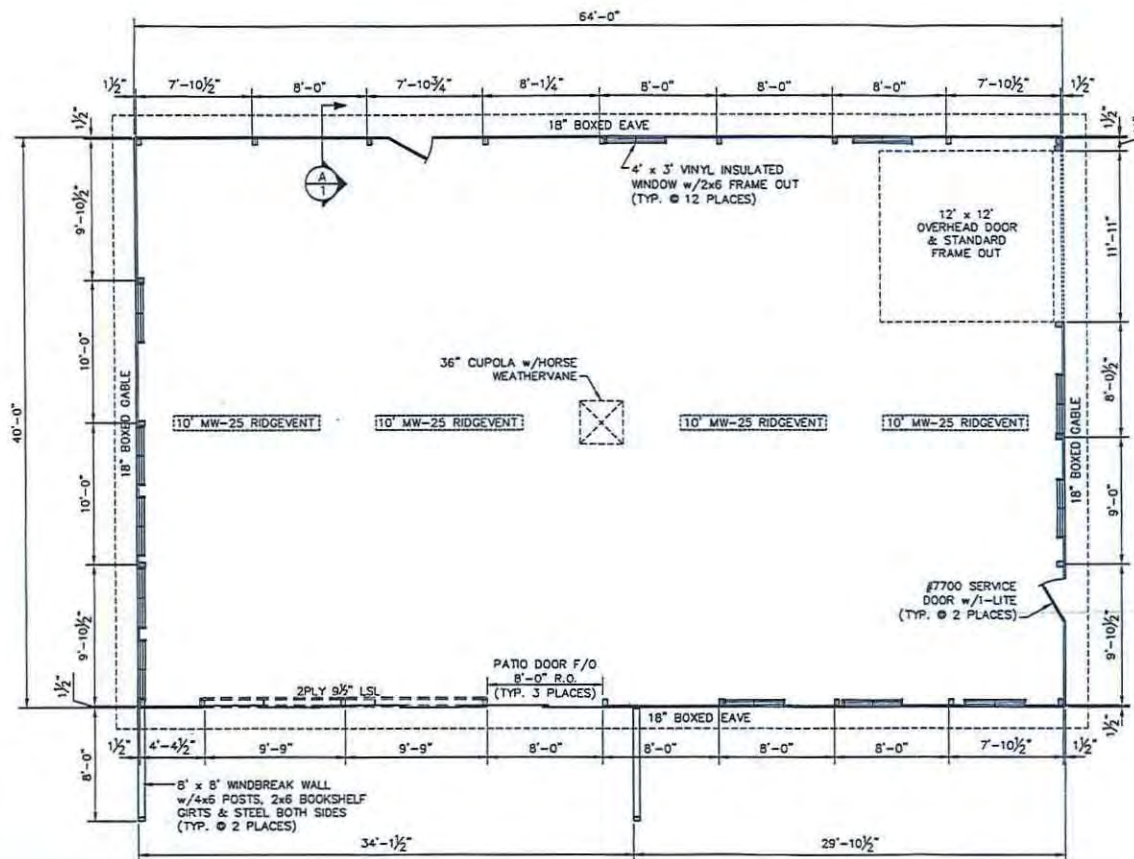 64'-0"
1½" 7'-10½" 8'-0" 7'-10¾" 8'-1¼" 8'-0" 8'-0" 8'-0" 7'-10½" 1½"
1½"
1½"
18" BOXED EAVE
A
1
4' x 3' VINYL INSULATED
WINDOW w/2x6 FRAME OUT
(TYP. @ 12 PLACES)
12' x 12'
OVERHEAD DOOR
& STANDARD
FRAME OUT
9'-10½"
11'-11"
10'-0"
8'-0½"
36" CUPOLA w/HORSE
WEATHERVANE
40'-0"
18" BOXED GABLE
10' MW-25 RIDGEVENT 10' MW-25 RIDGEVENT 10' MW-25 RIDGEVENT 10' MW-25 RIDGEVENT
18" BOXED GABLE
10'-0"
9'-0"
#7700 SERVICE
DOOR w/1-LITE
(TYP. @ 2 PLACES)
9'-10½"
9'-10½"
PATIO DOOR F/O
8'-0" R.O.
(TYP. 3 PLACES)
2PLY 9½" LSL
1½"
18" BOXED EAVE
1½"
1½" 4'-4½" 9'-9" 9'-9" 8'-0" 8'-0" 8'-0" 8'-0" 7'-10½" 1½"
8'-0"
8' x 8' WINDBREAK WALL
w/4x6 POSTS, 2x6 BOOKSHELF
GIRTS & STEEL BOTH SIDES
(TYP. @ 2 PLACES)
34'-1½" 29'-10½"